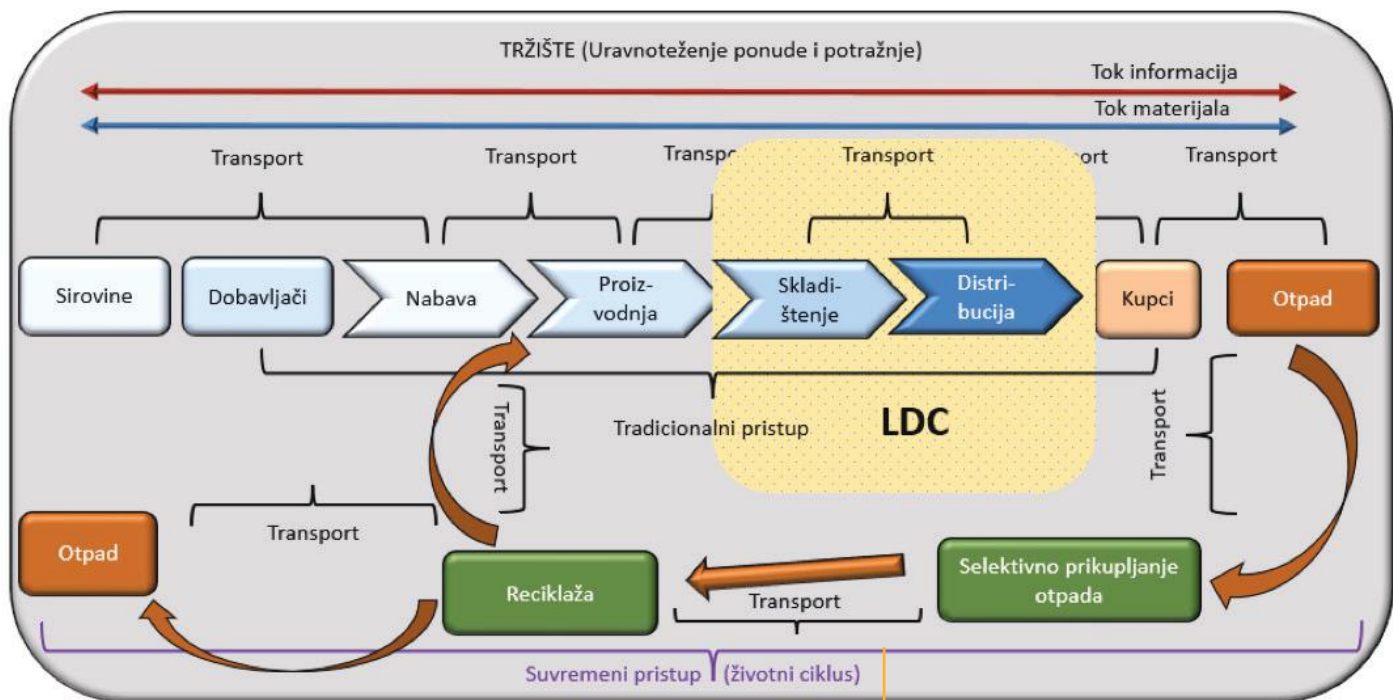 TRŽIŠTE (Uravnoteženje ponude i potražnje)
Tok informacija
Tok materijala
Transport
Transport
Transp
Transport
port
Transport
Sirovine
Dobavljači
Nabava
Proiz-
vodnja
Skladi-
štenje
Distri-
bucija
Kupci
Otpad
Transport
Tradicionalni pristup
LDC
Transport
Transport
Otpad
Reciklaža
Transport
Selektivno prikupljanje
otpada
Suvremeni pristup (životni ciklus)